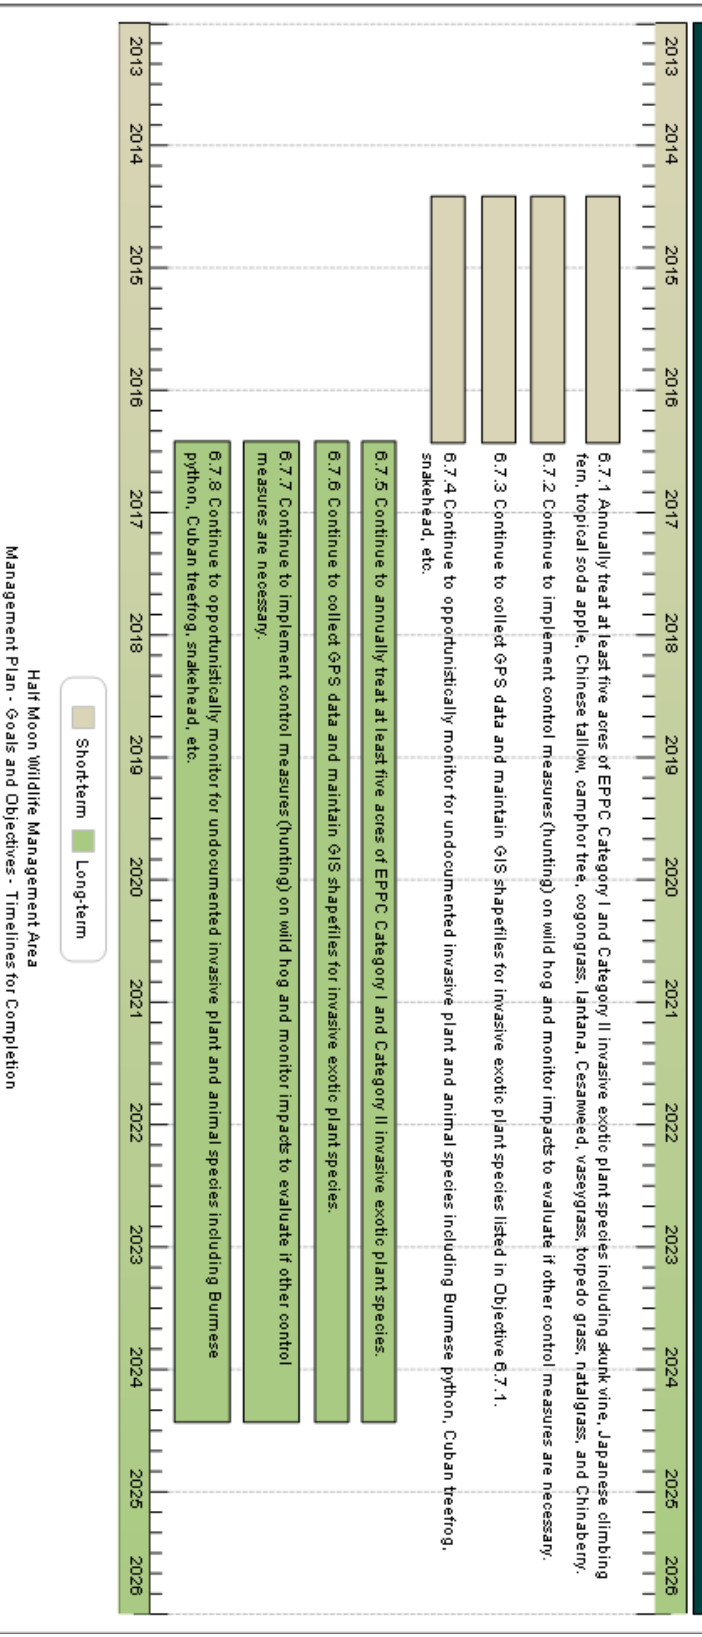 2013 2014 2015 2016 2017 2018 2019 2020 2021 2022 2023 2024 2025 2026
6.7.1 Annually treat at least five acres of EPPC Category I and Category II invasive exotic plant species including skunk vine, Japanese climbing
fern, tropical soda apple, Chinese tallow, camphor tree, cogongrass, lantana, Cesarweed, vaseygrass, torpedo grass, natalgrass, and Chinaberry.
6.7.2 Continue to implement control measures (hunting) on wild hog and monitor impacts to evaluate if other control measures are necessary.
6.7.3 Continue to collect GPS data and maintain GIS shapefiles for invasive exotic plant species listed in Objective 6.7.1.
6.7.4 Continue to opportunistically monitor for undocumented invasive plant and animal species including Burmese python, Cuban treefrog,
snakehead, etc.
6.7.5 Continue to annually treat at least five acres of EPPC Category I and Category II invasive exotic plant species.
6.7.6 Continue to collect GPS data and maintain GIS shapefiles for invasive exotic plant species.
6.7.7 Continue to implement control measures (hunting) on wild hog and monitor impacts to evaluate if other control
measures are necessary.
6.7.8 Continue to opportunistically monitor for undocumented invasive plant and animal species including Burmese
python, Cuban treefrog, snakehead, etc.
2013 2014 2015 2016 2017 2018 2019 2020 2021 2022 2023 2024 2025 2026
Short-term Long-term
Half Moon Wildlife Management Area
Management Plan - Goals and Objectives - Timelines for Completion